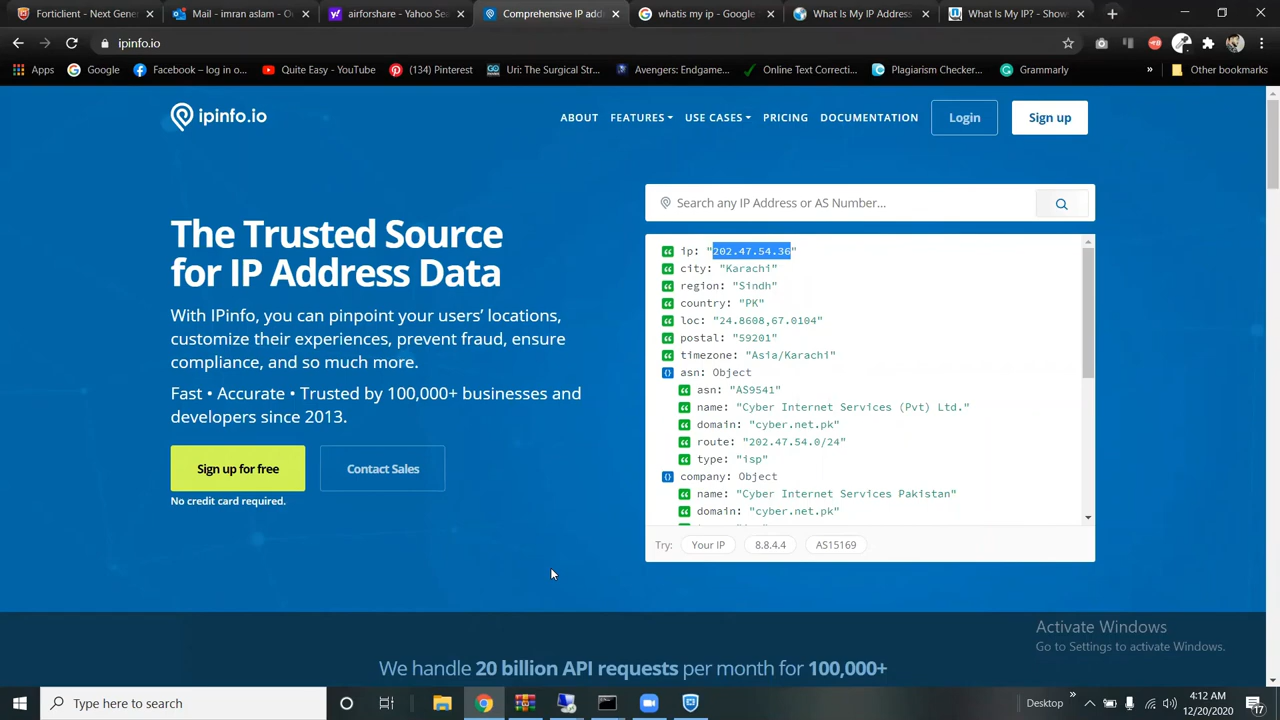 Forticlient - Next Gener
Mail - imran aslam - Ou
airforshare - Yahoo Sea
Comprehensive IP add
whatis my ip - Google
What Is My IP Address
What Is My IP? - Show
ipinfo.io
Apps
Google
Facebook – log in o...
Quite Easy - YouTube
(134) Pinterest
Uri: The Surgical Str...
Avengers: Endgame...
Online Text Correcti...
Plagiarism Checker...
Grammarly
»
Other bookmarks
ipinfo.io
ABOUT
FEATURES
USE CASES
PRICING
DOCUMENTATION
Login
Sign up
Search any IP Address or AS Number...
The Trusted Source
for IP Address Data
With IPinfo, you can pinpoint your users’ locations,
customize their experiences, prevent fraud, ensure
compliance, and so much more.
Fast • Accurate • Trusted by 100,000+ businesses and
developers since 2013.
Sign up for free
Contact Sales
No credit card required.
ip: "202.47.54.36"
city: "Karachi"
region: "Sindh"
country: "PK"
loc: "24.8608,67.0104"
postal: "59201"
timezone: "Asia/Karachi"
asn: Object
asn: "AS9541"
name: "Cyber Internet Services (Pvt) Ltd."
domain: "cyber.net.pk"
route: "202.47.54.0/24"
type: "isp"
company: Object
name: "Cyber Internet Services Pakistan"
domain: "cyber.net.pk"
Try:
Your IP
8.8.4.4
AS15169
Activate Windows
Go to Settings to activate Windows.
We handle 20 billion API requests per month for 100,000+
Type here to search
Desktop
»
4:12 AM
12/20/2020
17